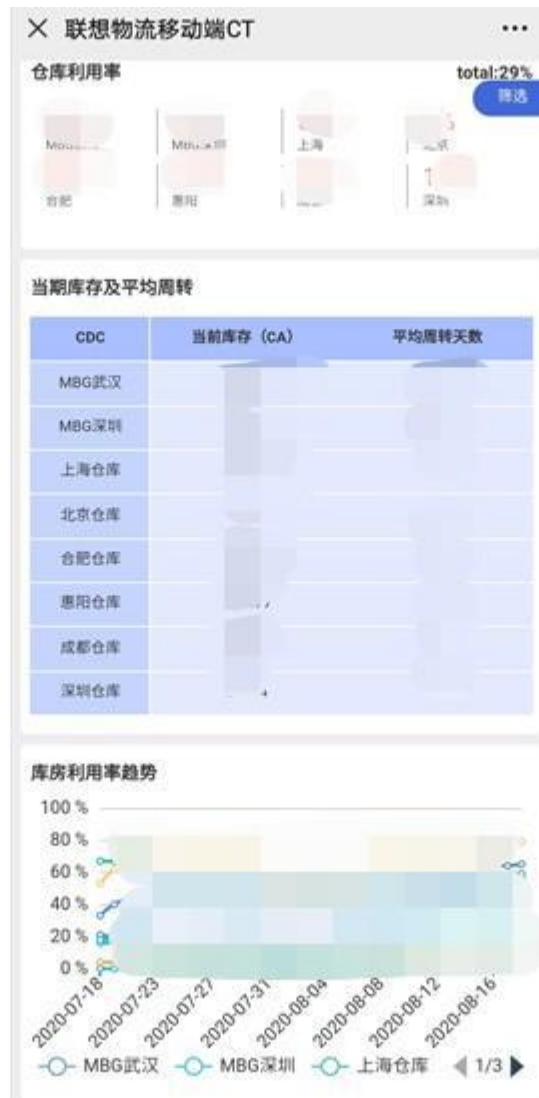 联想物流移动端CT
仓库利用率 total:29%
筛选
上海
合肥 惠阳 深圳
当期库存及平均周转
CDC 当前库存（CA） 平均周转天数
MBG武汉
MBG深圳
上海仓库
北京仓库
合肥仓库
惠阳仓库
成都仓库
深圳仓库
库房利用率趋势
100 %
80 %
60 %
40 %
20 %
0 %
2020-07-18 2020-07-23 2020-07-27 2020-07-31 2020-08-04 2020-08-08 2020-08-12 2020-08-16
MBG武汉 MBG深圳 上海仓库 1/3